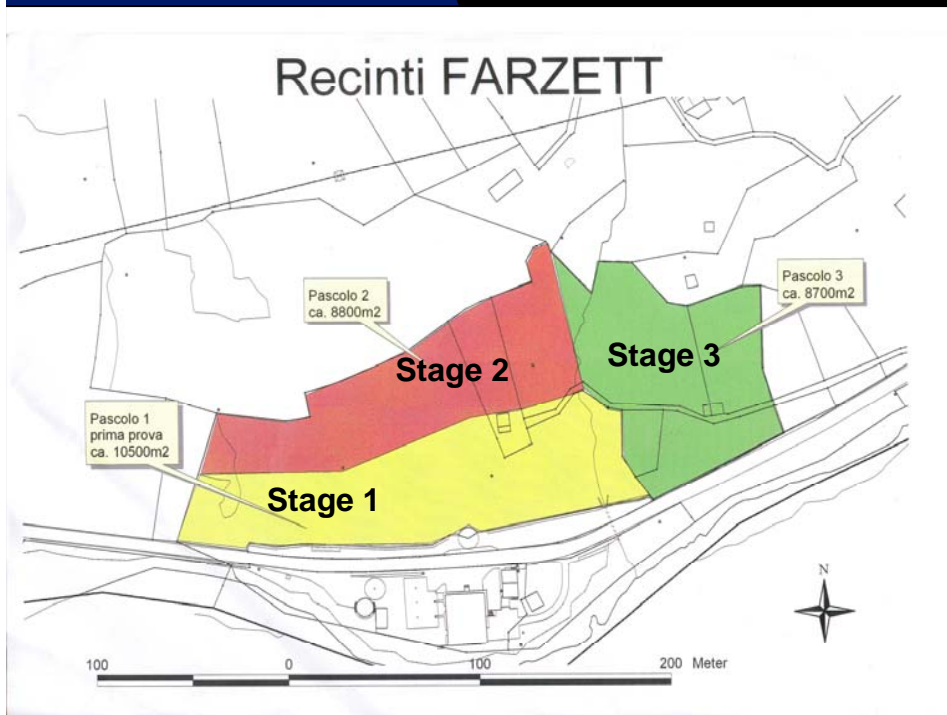 Recinti FARZETT
Pascolo 2
ca. 8800m2
Pascolo 3
ca. 8700m2
Stage 2
Stage 3
Pascolo 1
prima prova
ca. 10500m2
Stage 1
N
100 0 100 200 Meter